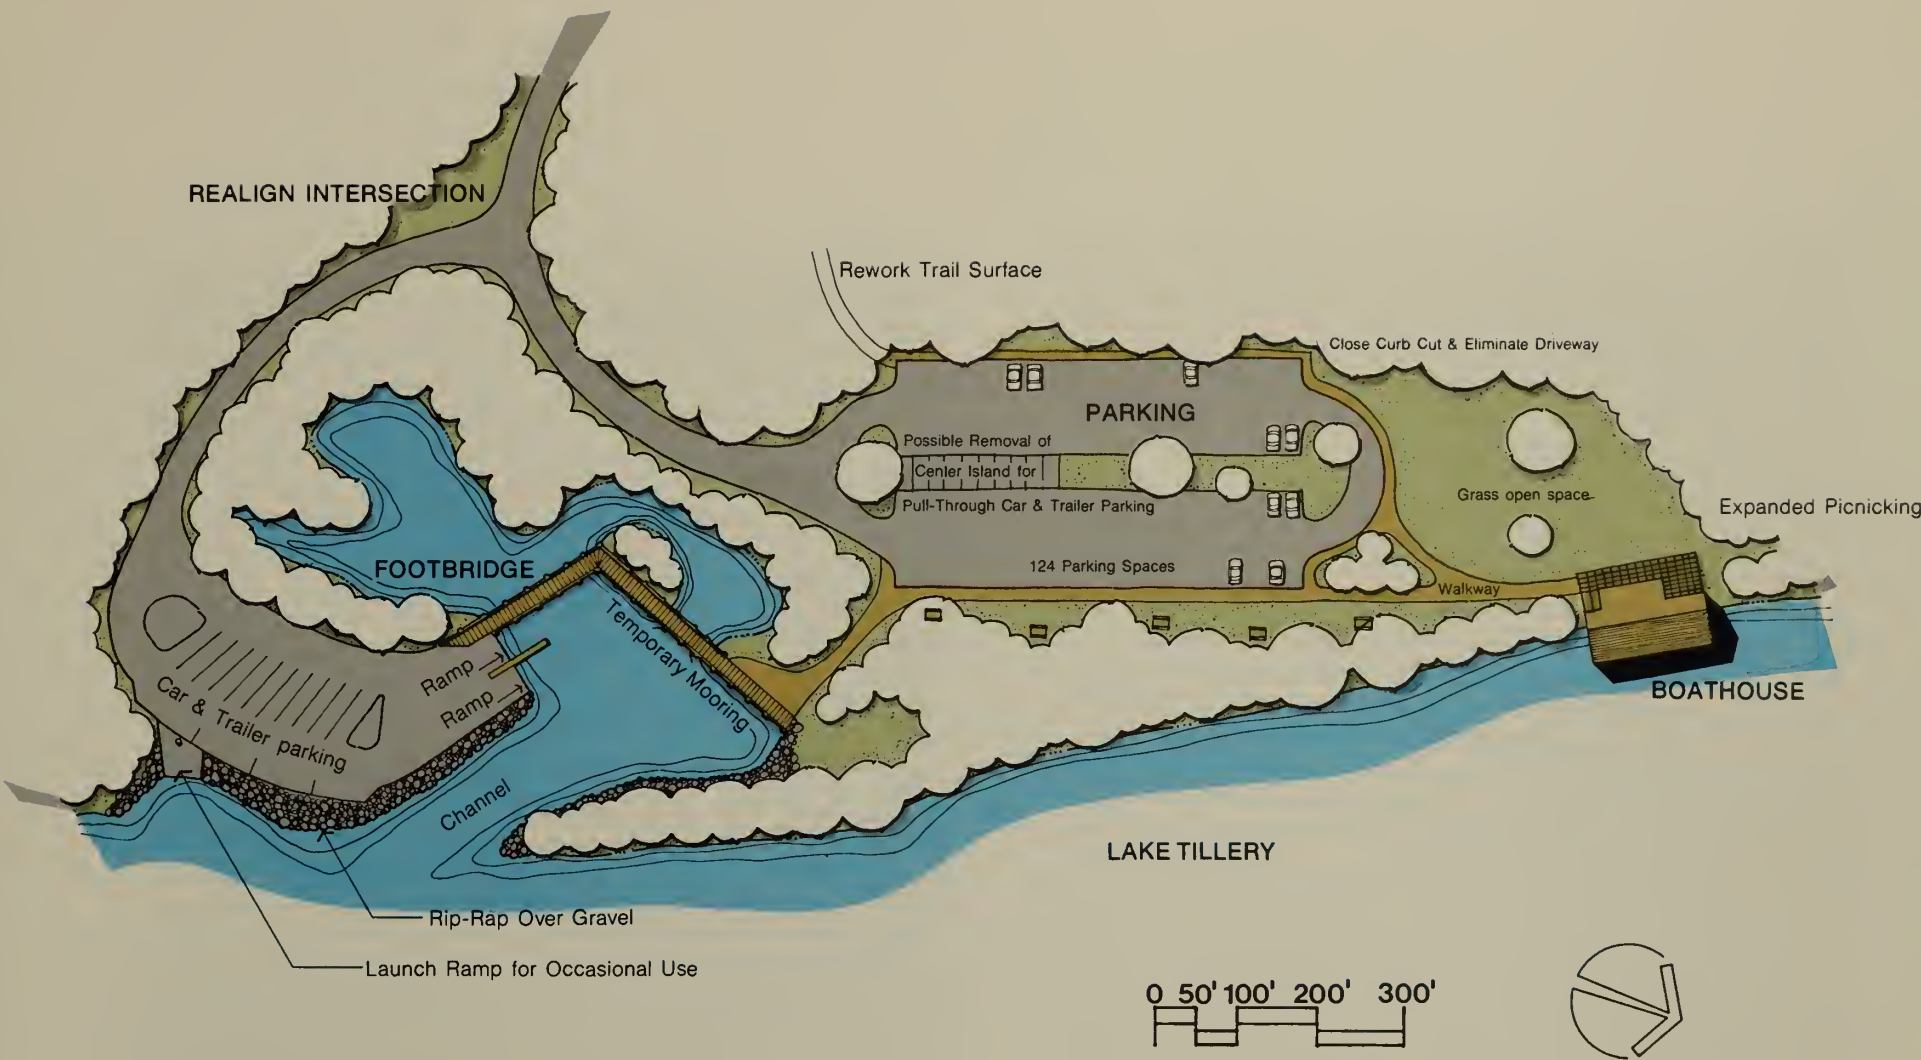 REALIGN INTERSECTION
Rework Trail Surface
Close Curb Cut & Eliminate Driveway
PARKING
Possible Removal of
Center Island for
Pull-Through Car & Trailer Parking
Grass open space
Expanded Picnicking
124 Parking Spaces
FOOTBRIDGE
Walkway
Temporary Mooring
Ramp
Ramp
Car & Trailer parking
BOATHOUSE
Channel
LAKE TILLERY
Rip-Rap Over Gravel
Launch Ramp for Occasional Use
0 50' 100' 200' 300'